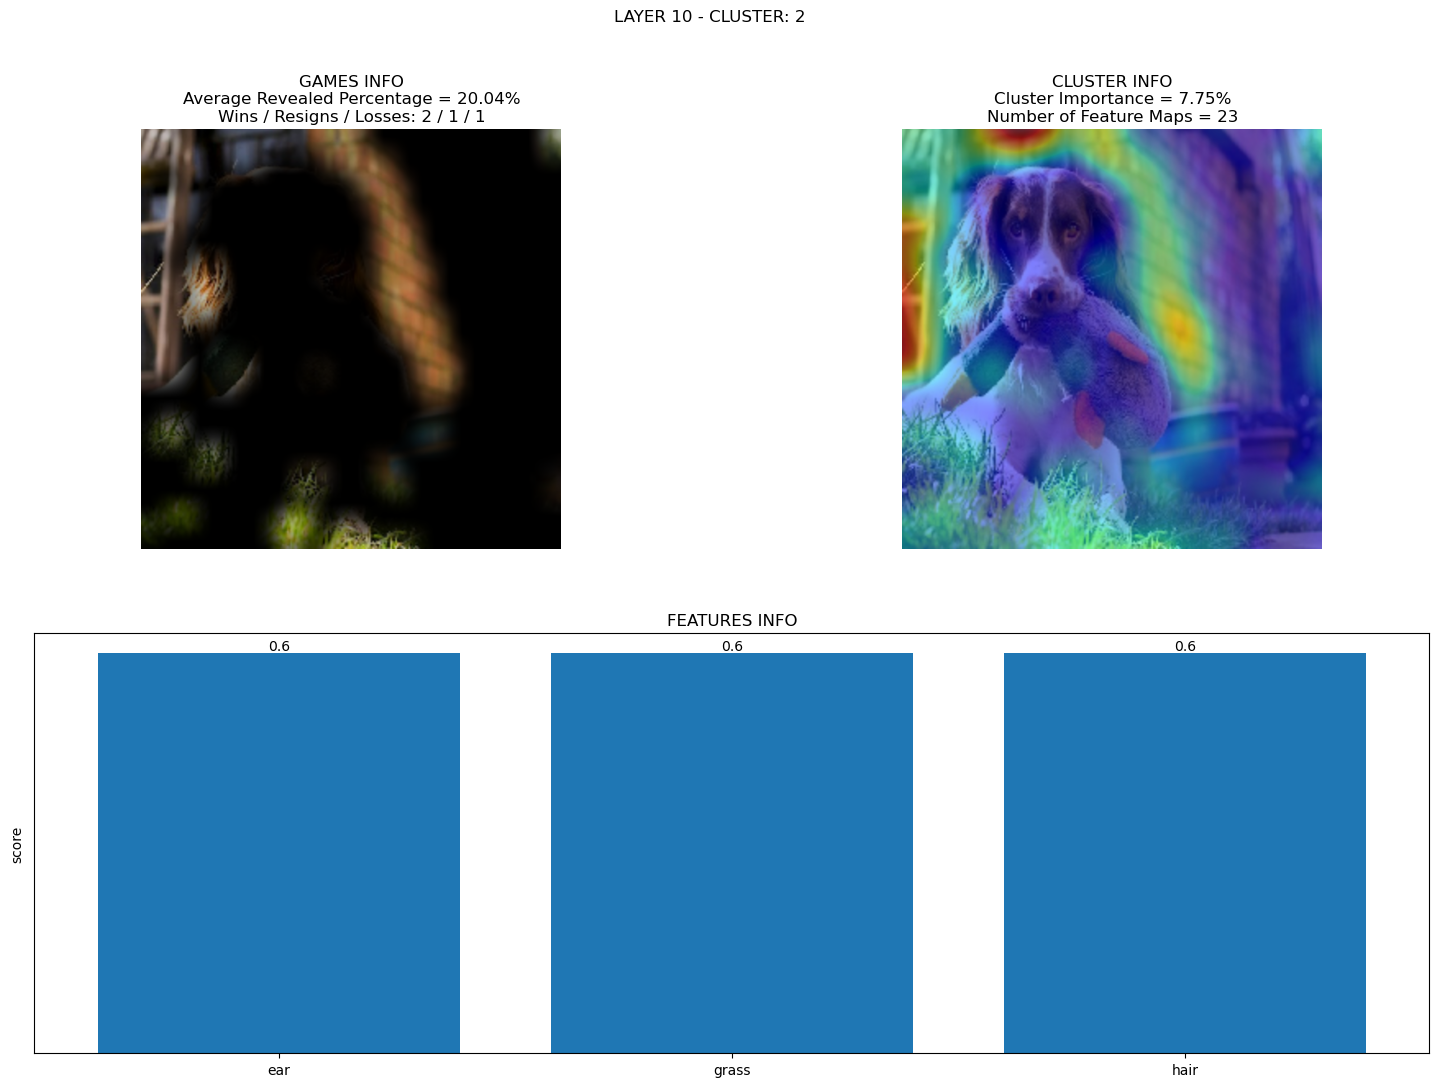 LAYER 10 - CLUSTER: 2
GAMES INFO
Average Revealed Percentage = 20.04%
Wins / Resigns / Losses: 2 / 1 / 1
CLUSTER INFO
Cluster Importance = 7.75%
Number of Feature Maps = 23
FEATURES INFO
0.6
0.6
0.6
score
ear
grass
hair